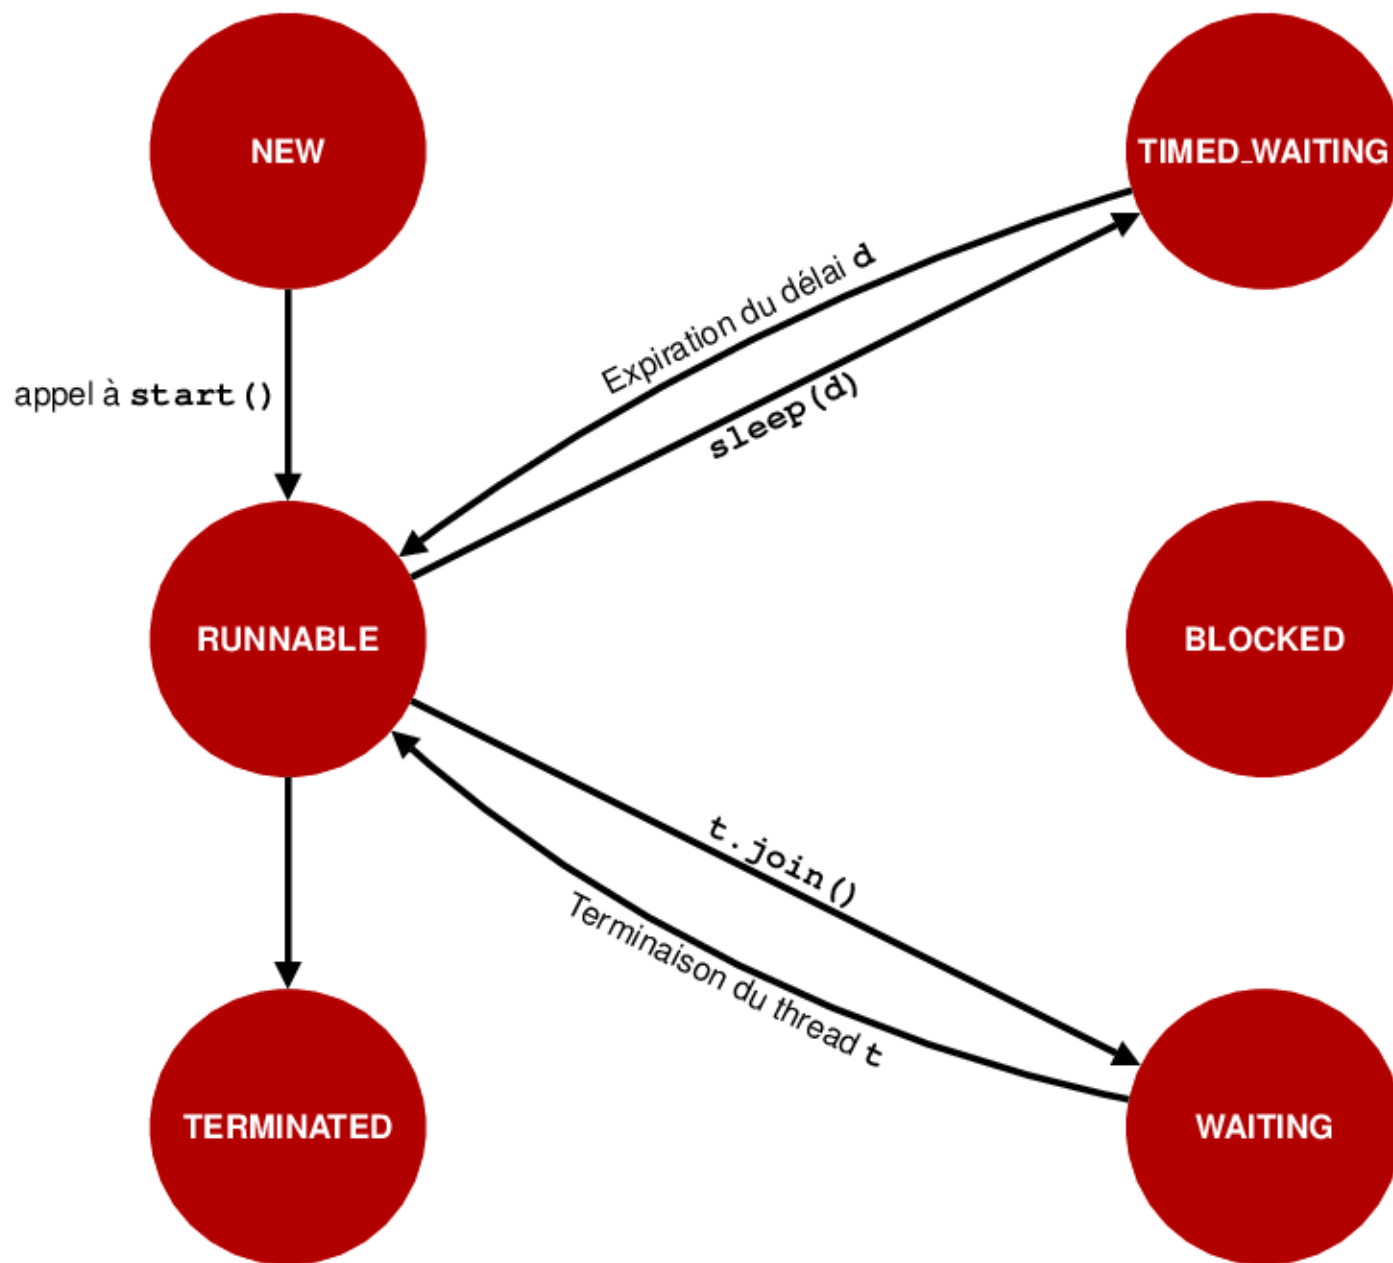 NEW
TIMED_WAITING
Expiration du délai d
sleep(d)
appel à start()
RUNNABLE
BLOCKED
t.join()
Terminaison du thread t
TERMINATED
WAITING